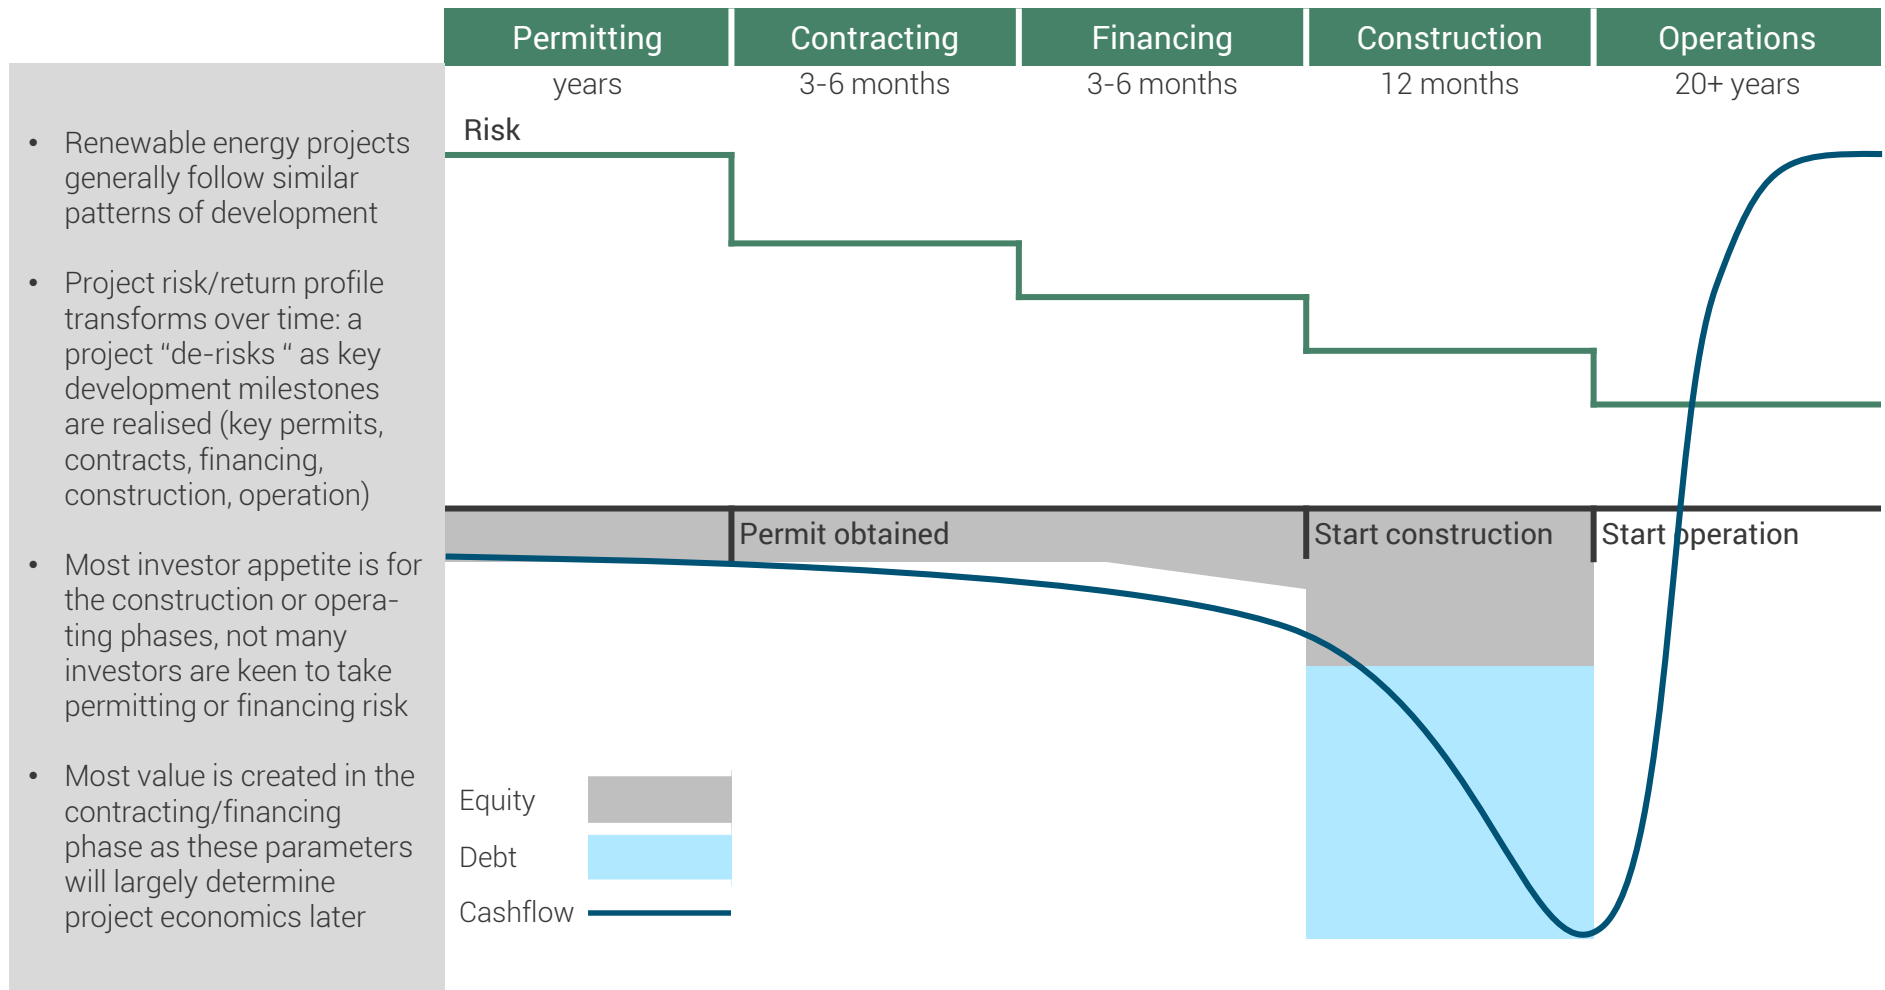 Permitting
Contracting
Financing
Construction
Operations
years
3-6 months
3-6 months
12 months
20+ years
• Renewable energy projects
generally follow similar
patterns of development
• Project risk/return profile
transforms over time: a
project “de-risks “ as key
development milestones
are realised (key permits,
contracts, financing,
construction, operation)
• Most investor appetite is for
the construction or opera-
ting phases, not many
investors are keen to take
permitting or financing risk
• Most value is created in the
contracting/financing
phase as these parameters
will largely determine
project economics later
Risk
Permit obtained
Start construction
Start operation
Equity
Debt
Cashflow